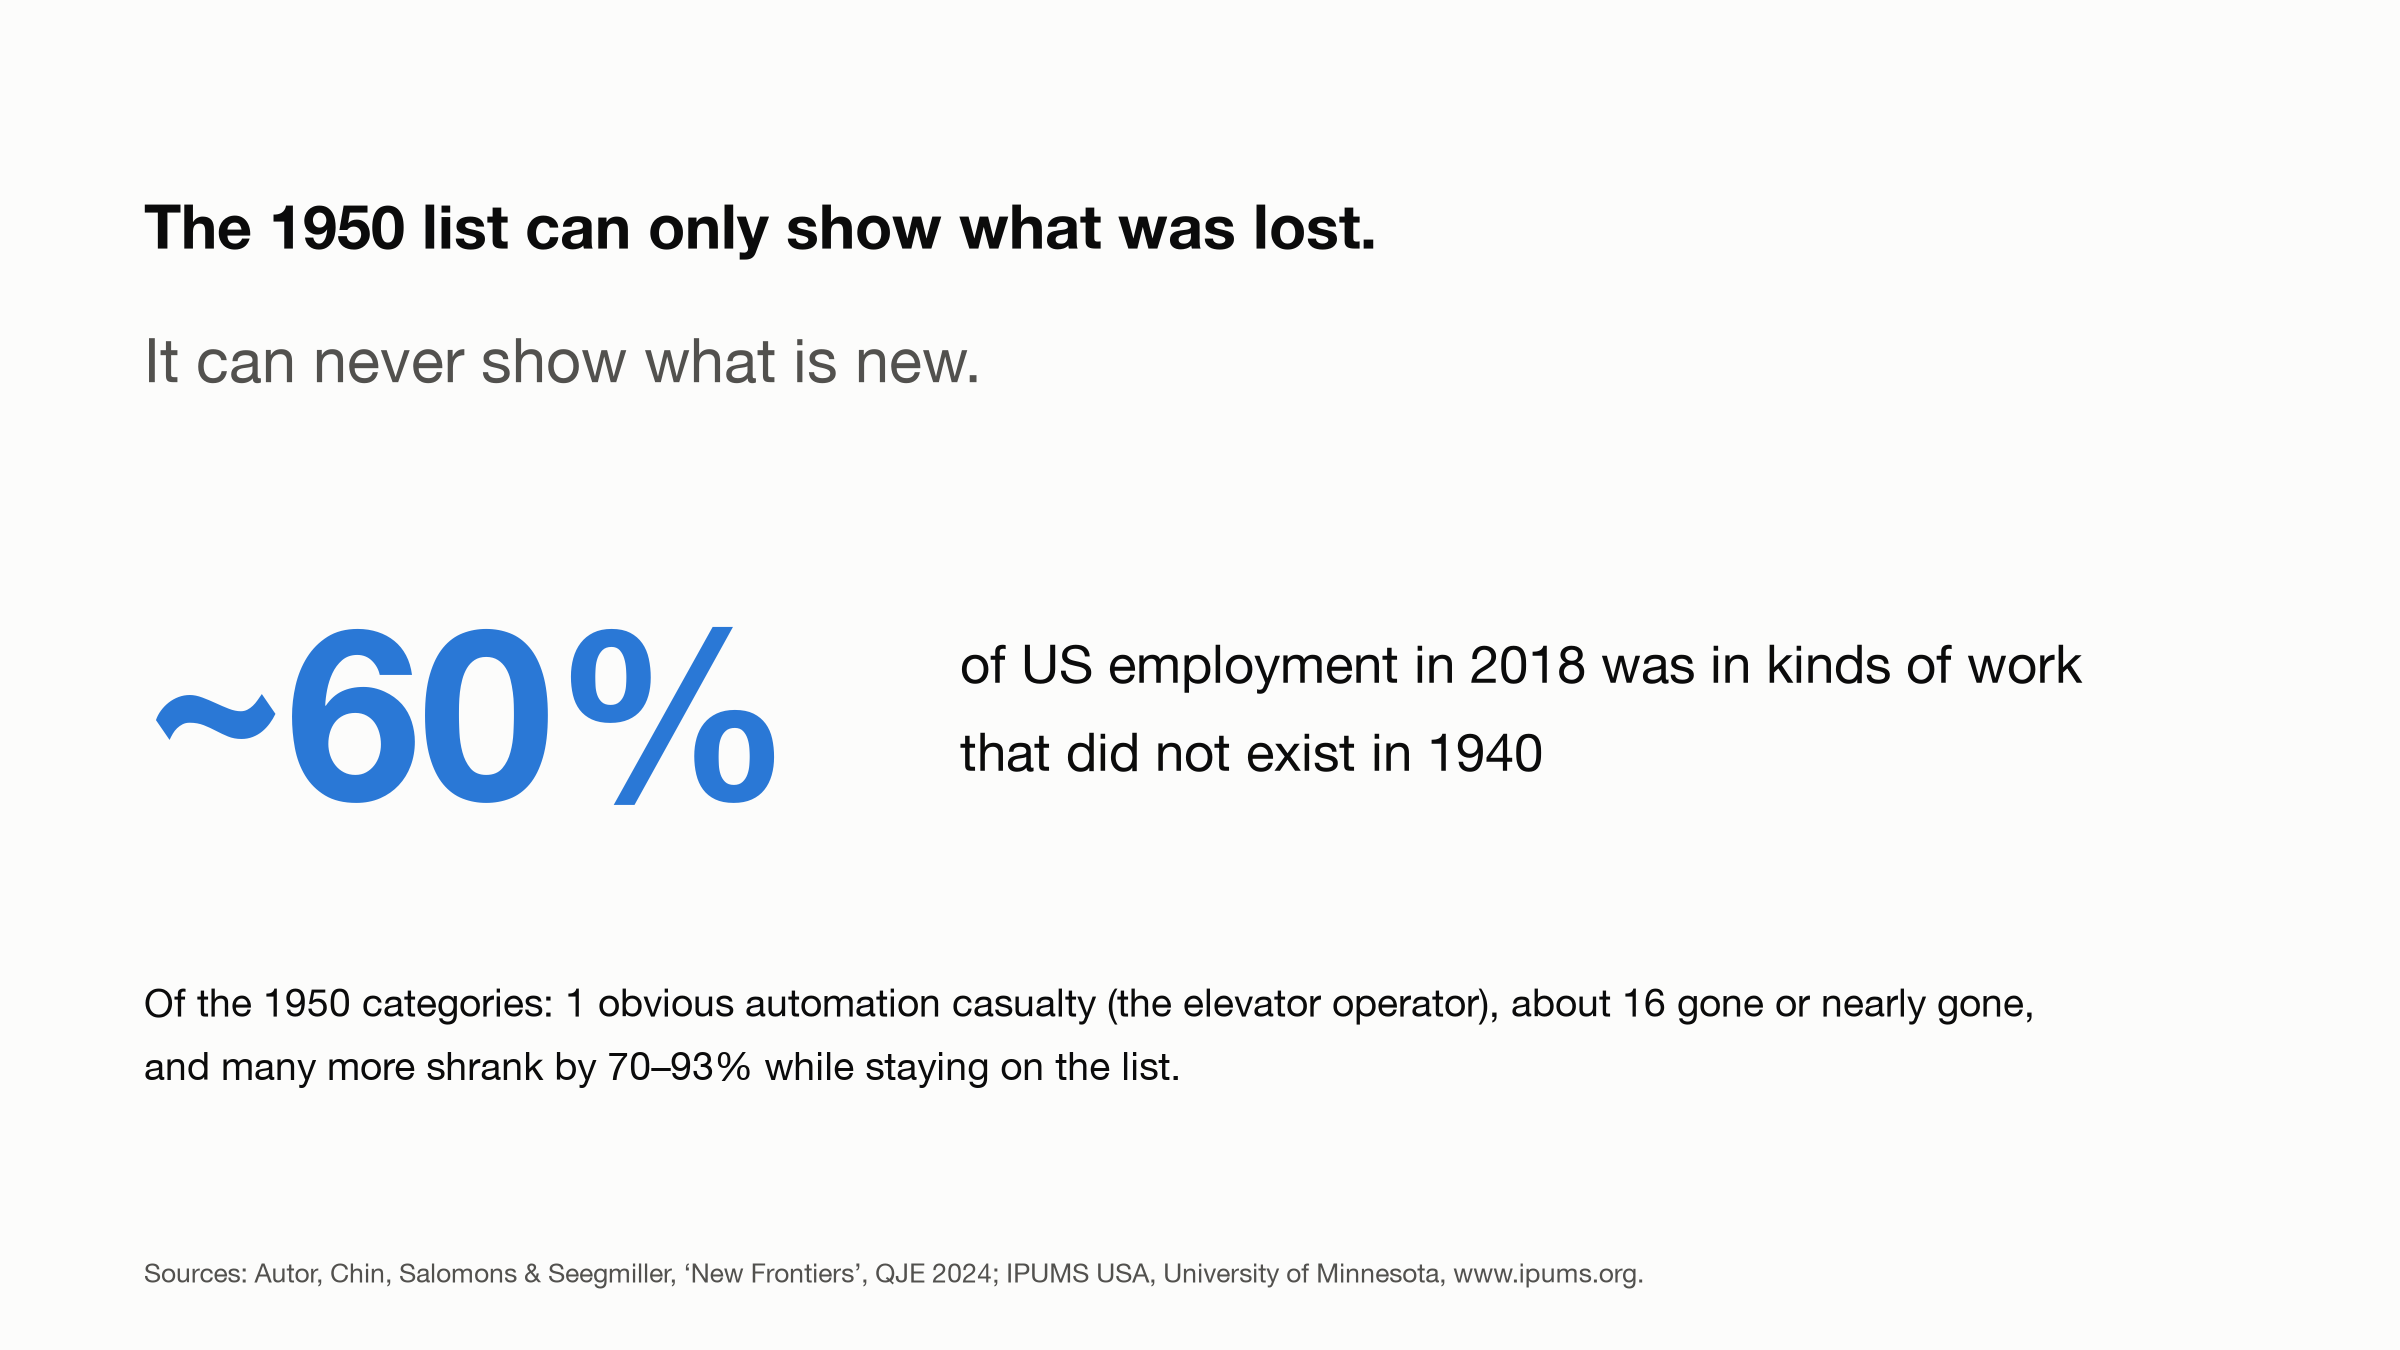 The 1950 list can only show what was lost.
It can never show what is new.
~60%
of US employment in 2018 was in kinds of work
that did not exist in 1940
Of the 1950 categories: 1 obvious automation casualty (the elevator operator), about 16 gone or nearly gone,
and many more shrank by 70–93% while staying on the list.
Sources: Autor, Chin, Salomons & Seegmiller, ‘New Frontiers’, QJE 2024; IPUMS USA, University of Minnesota, www.ipums.org.